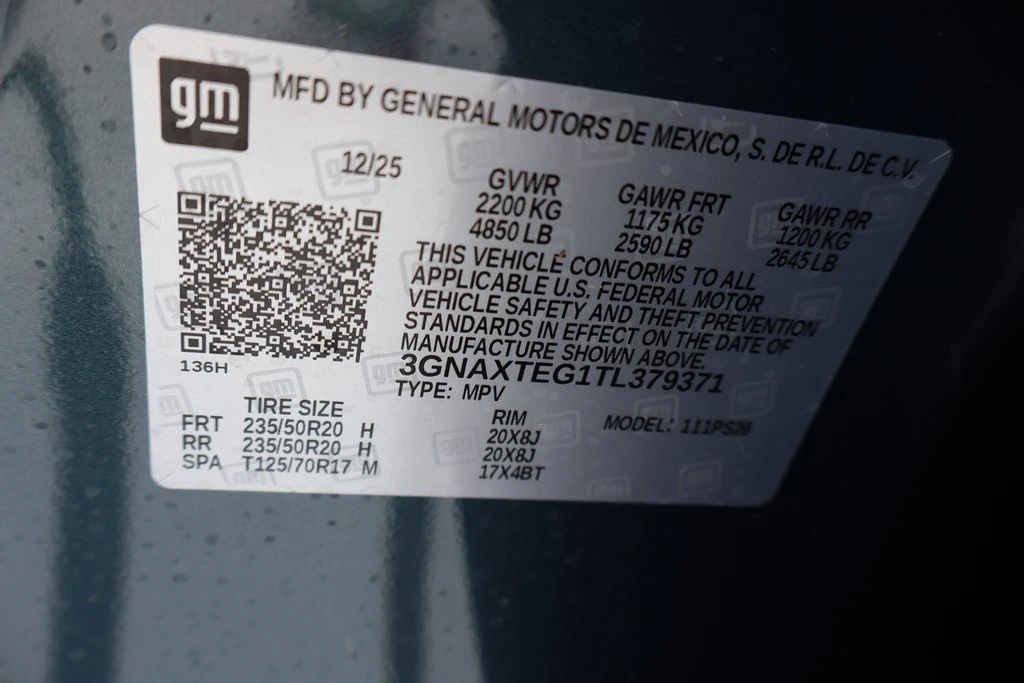 gm
MFD BY GENERAL MOTORS DE MEXICO, S. DE R.L. DE C.V.
12/25
GVWR GAWR FRT GAWR RR
2200 KG 1175 KG 1200 KG
4850 LB 2590 LB 2645 LB
THIS VEHICLE CONFORMS TO ALL
APPLICABLE U.S. FEDERAL MOTOR
VEHICLE SAFETY AND THEFT PREVENTION
STANDARDS IN EFFECT ON THE DATE OF
MANUFACTURE SHOWN ABOVE.
3GNAXTEG1TL379371
TYPE: MPV
136H
TIRE SIZE RIM MODEL: 111PS26
FRT 235/50R20 H 20X8J
RR 235/50R20 H 20X8J
SPA T125/70R17 M 17X4BT